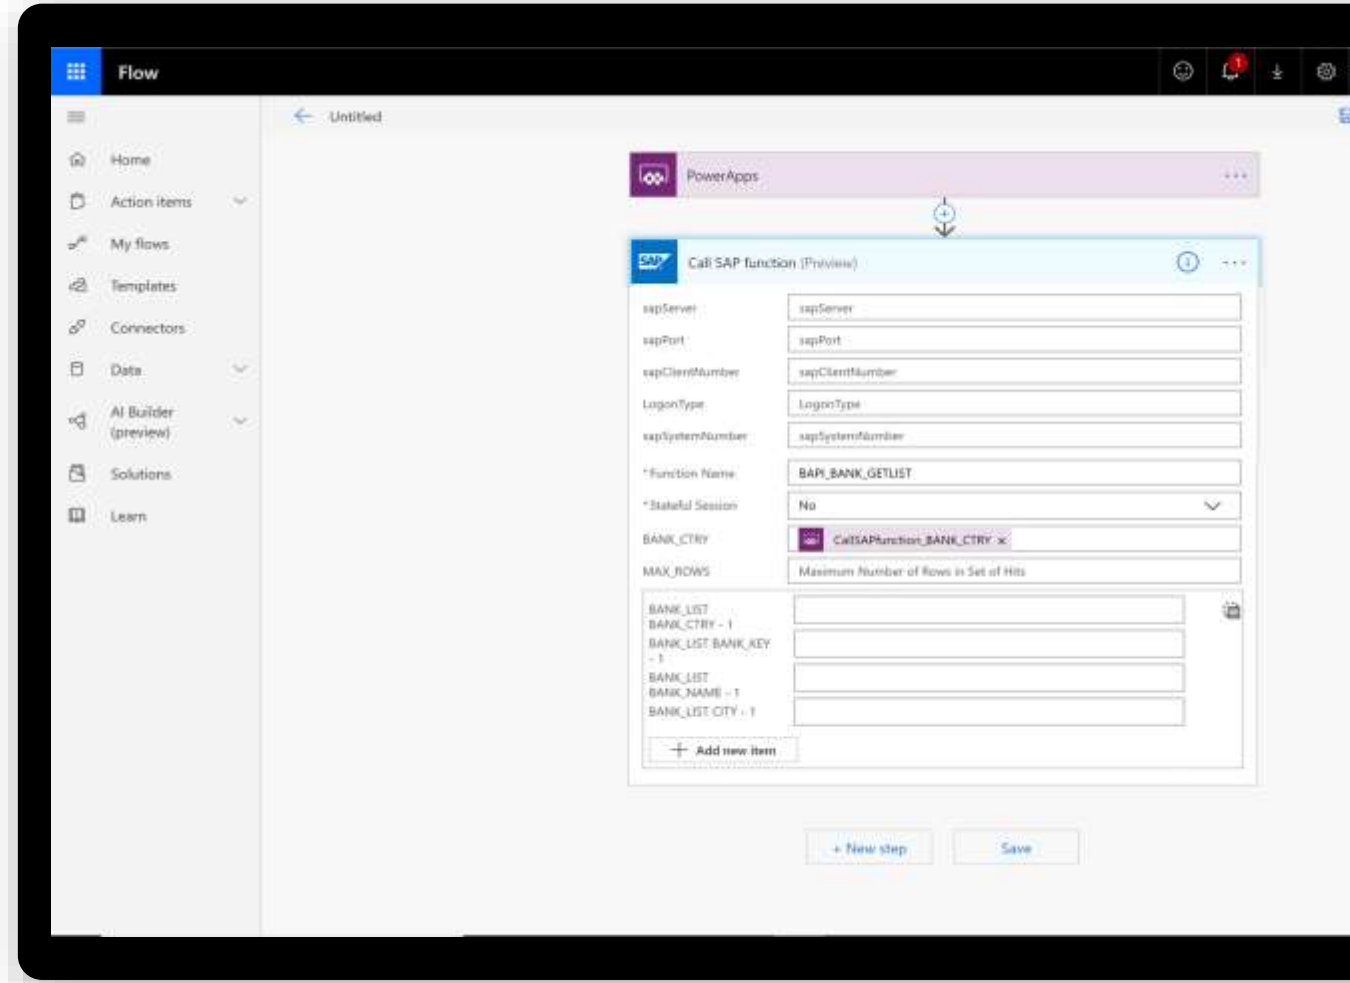 Flow
1
Untitled
Home
Action items
My flows
Templates
Connectors
Data
AI Builder
(preview)
Solutions
Learn
PowerApps
SAP
Call SAP function (Preview)
sapServer sapServer
sapPort sapPort
sapClientNumber sapClientNumber
LogonType LogonType
sapSystemNumber sapSystemNumber
* Function Name BAPI_BANK_GETLIST
* Stateful Session No
BANK_CTRY CallSAPfunction_BANK_CTRY ×
MAX_ROWS Maximum Number of Rows in Set of Hits
BANK_LIST
BANK_CTRY - 1
BANK_LIST BANK_KEY
- 1
BANK_LIST
BANK_NAME - 1
BANK_LIST CITY - 1
+ Add new item
+ New step Save